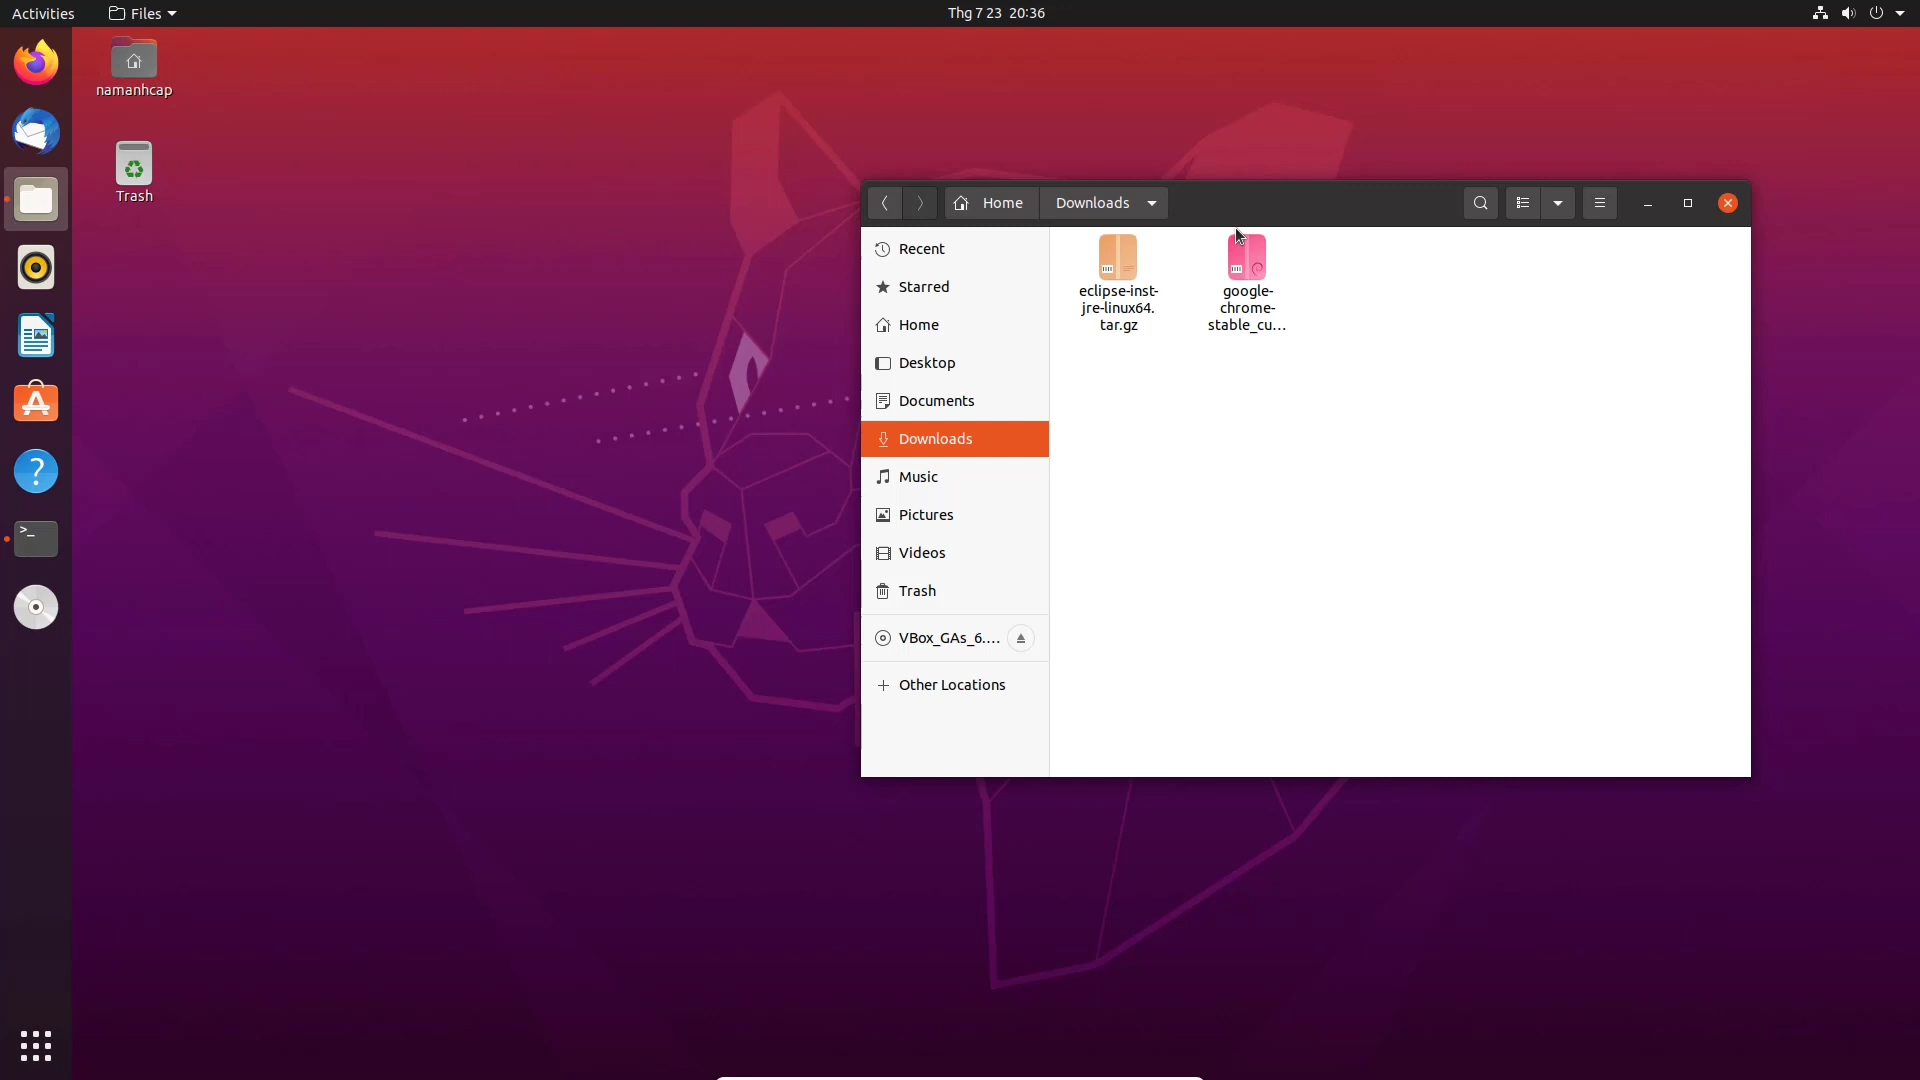 Activities
Files
Thg 7 23 20:36
namanhcap
Trash
Home
Downloads
Recent
Starred
Home
Desktop
Documents
Downloads
Music
Pictures
Videos
Trash
VBox_GAs_6....
Other Locations
eclipse-inst-
jre-linux64.
tar.gz
google-
chrome-
stable_cu...